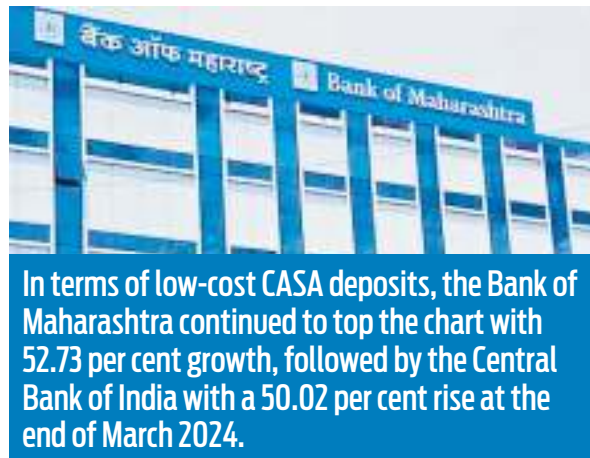 बैंक ऑफ महाराष्ट्र Bank of Maharashtra
In terms of low-cost CASA deposits, the Bank of
Maharashtra continued to top the chart with
52.73 per cent growth, followed by the Central
Bank of India with a 50.02 per cent rise at the
end of March 2024.